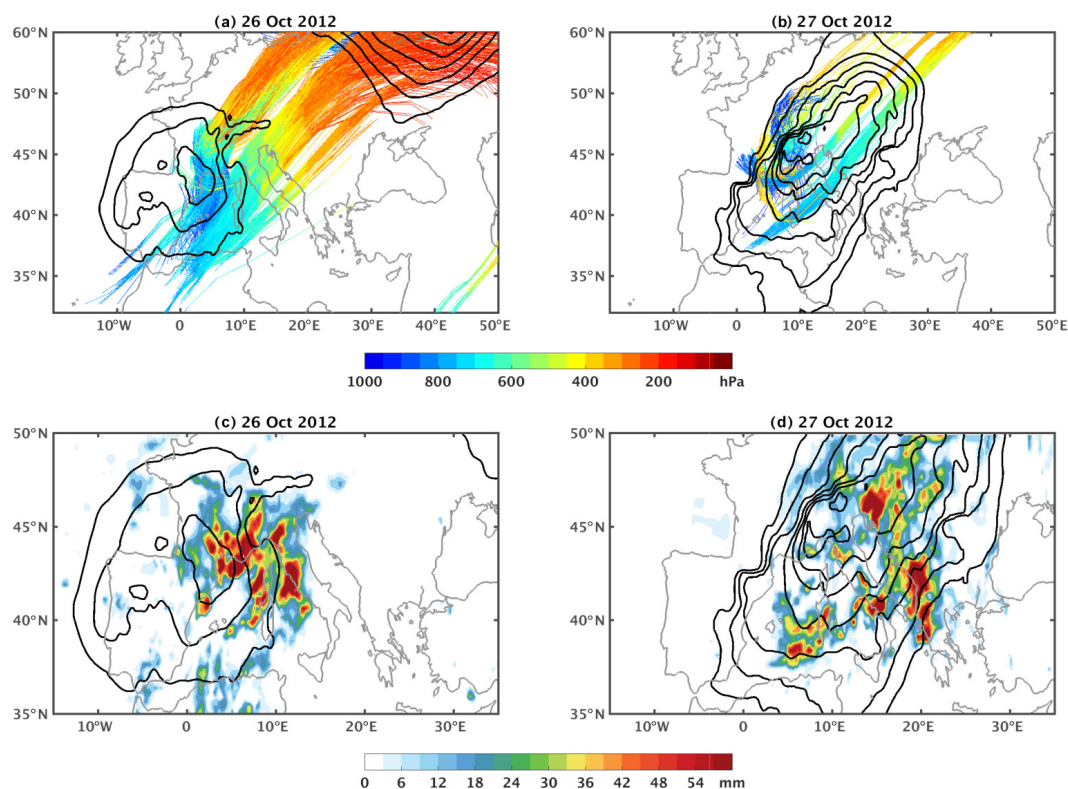 (a) 26 Oct 2012
(b) 27 Oct 2012
60°N
50°N
45°N
40°N
35°N
10°W 0 10°E 20°E 30°E 40°E 50°E
60°N
50°N
45°N
40°N
35°N
10°W 0 10°E 20°E 30°E 40°E 50°E
1000 800 600 400 200 hPa
(c) 26 Oct 2012
(d) 27 Oct 2012
50°N
45°N
40°N
35°N
10°W 0 10°E 20°E 30°E
50°N
45°N
40°N
35°N
10°W 0 10°E 20°E 30°E
0 6 12 18 24 30 36 42 48 54 mm